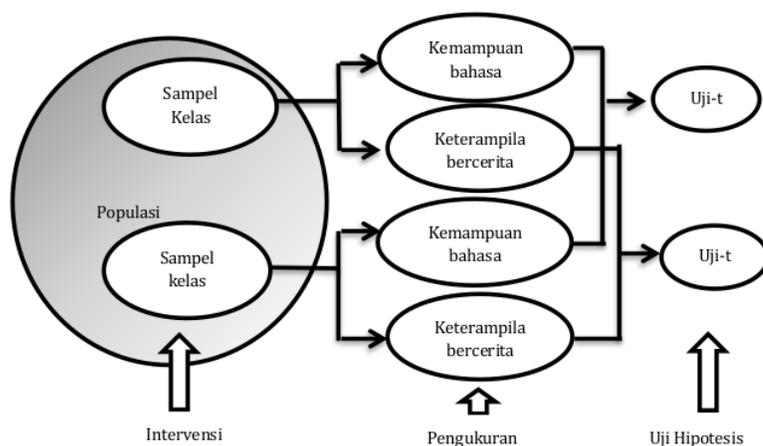 Kemampuan
bahasa
Sampel
Kelas
Uji-t
Keterampila
bercerita
Populasi
Kemampuan
bahasa
Sampel
kelas
Uji-t
Keterampila
bercerita
Intervensi
Pengukuran
Uji Hipotesis